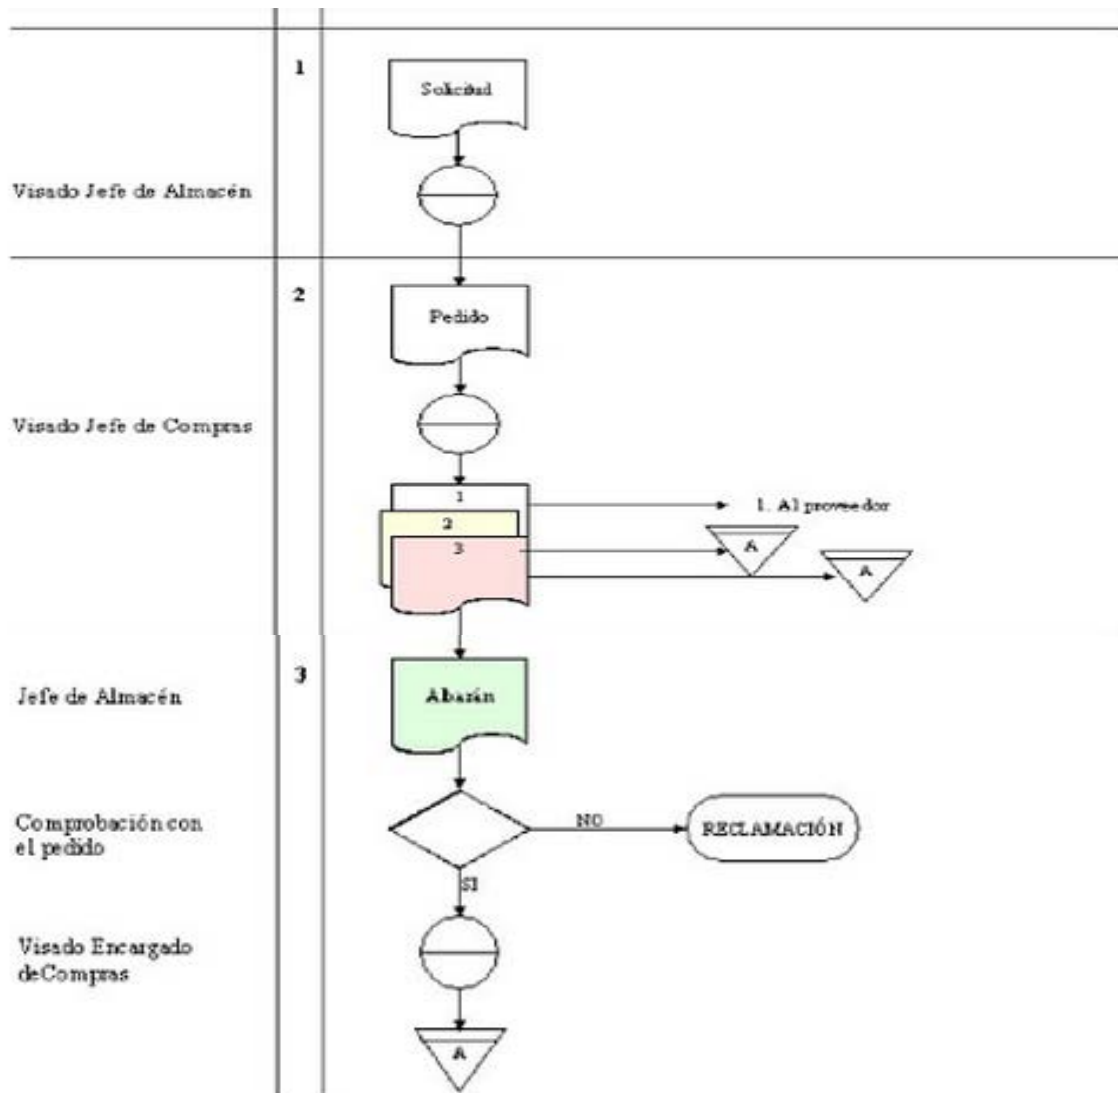 1
Solicitud
Visado Jefe de Almacén
2
Pedido
Visado Jefe de Compras
1
1. Al proveedor
2
A
3
A
3
Jefe de Almacén
Albarán
Comprobación con
el pedido
NO
RECLAMACIÓN
SI
Visado Encargado
deCompras
A